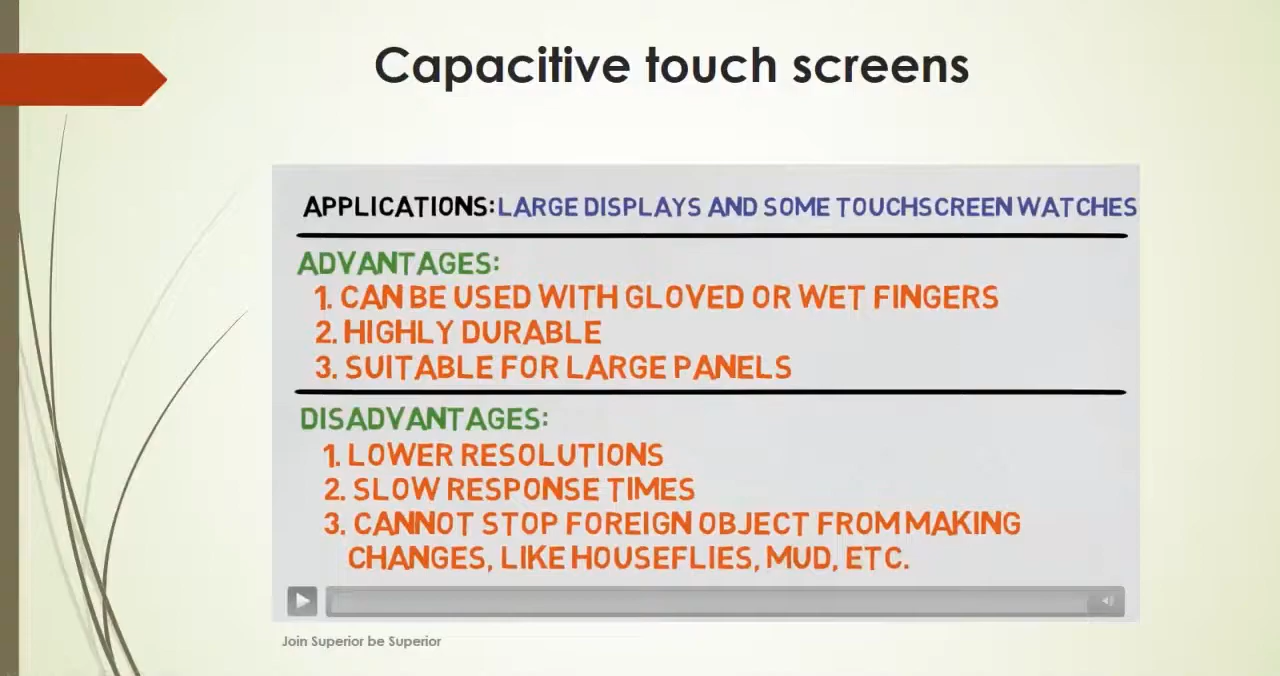 Capacitive touch screens
APPLICATIONS: LARGE DISPLAYS AND SOME TOUCHSCREEN WATCHES
ADVANTAGES:
1. CAN BE USED WITH GLOVED OR WET FINGERS
2. HIGHLY DURABLE
3. SUITABLE FOR LARGE PANELS
DISADVANTAGES:
1. LOWER RESOLUTIONS
2. SLOW RESPONSE TIMES
3. CANNOT STOP FOREIGN OBJECT FROM MAKING
CHANGES, LIKE HOUSEFLIES, MUD, ETC.
Join Superior be Superior